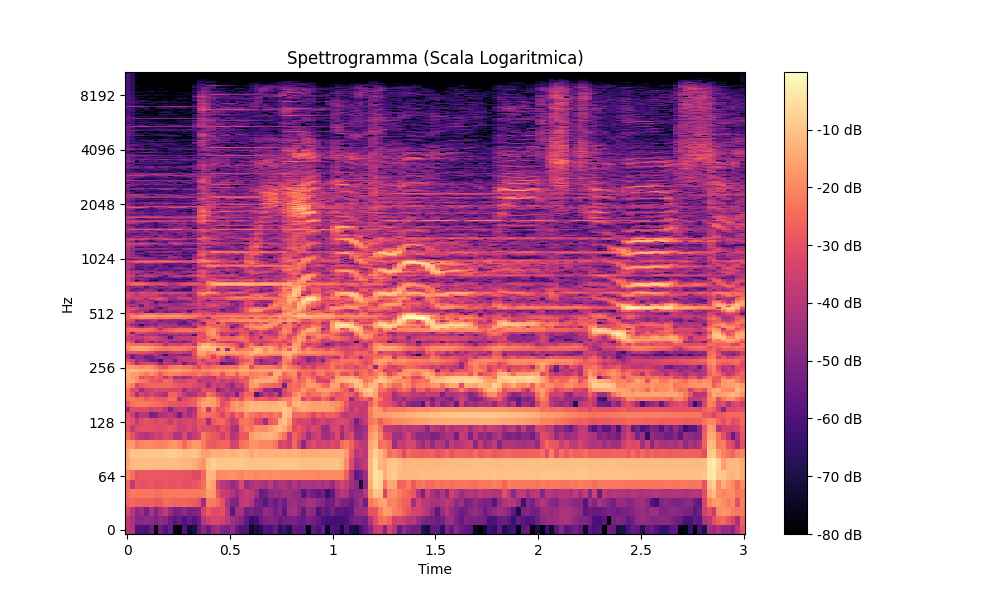 Spettrogramma (Scala Logaritmica)
8192
4096
2048
1024
512
256
128
64
0
Hz
0
0.5
1
1.5
2
2.5
3
Time
-10 dB
-20 dB
-30 dB
-40 dB
-50 dB
-60 dB
-70 dB
-80 dB